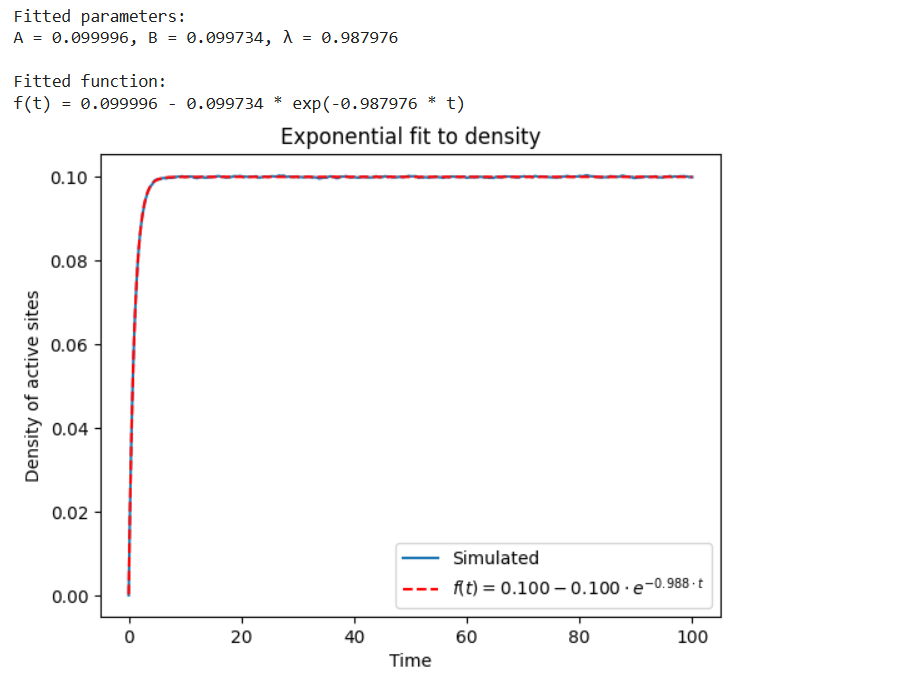 Fitted parameters:
A = 0.099996, B = 0.099734, λ = 0.987976
Fitted function:
f(t) = 0.099996 - 0.099734 * exp(-0.987976 * t)
Exponential fit to density
0.10
0.08
0.06
0.04
0.02
0.00
Density of active sites
0 20 40 60 80 100
Time
Simulated
f(t) = 0.100 − 0.100 · e^{−0.988 · t}